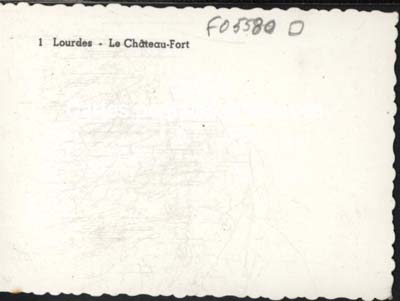 F05580 D
1 Lourdes - Le Château-Fort